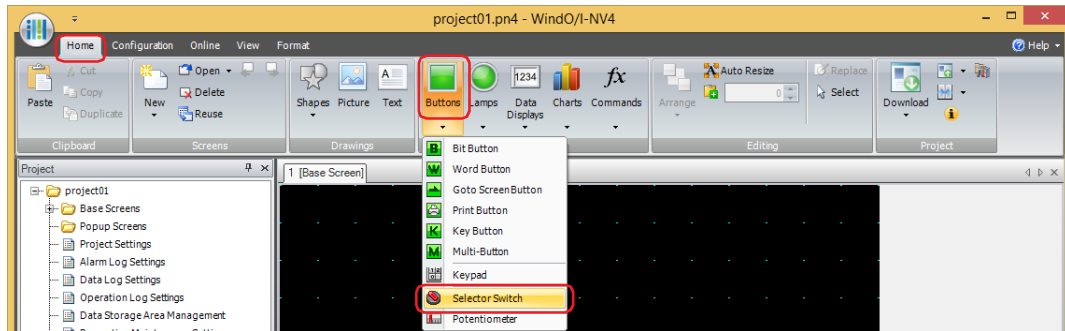 project01.pn4 - WindO/I-NV4
Home Configuration Online View Format Help
Paste Cut Copy Duplicate
New Open Delete Reuse
Shapes Picture Text
Buttons Lamps 1234 Data Displays Charts fx Commands
Arrange Auto Resize 0 Replace Select
Download
Clipboard Screens Drawings Editing Project
B Bit Button
W Word Button
Goto Screen Button
Print Button
K Key Button
M Multi-Button
Keypad
Selector Switch
Potentiometer
Project
1 [Base Screen]
project01
Base Screens
Popup Screens
Project Settings
Alarm Log Settings
Data Log Settings
Operation Log Settings
Data Storage Area Management